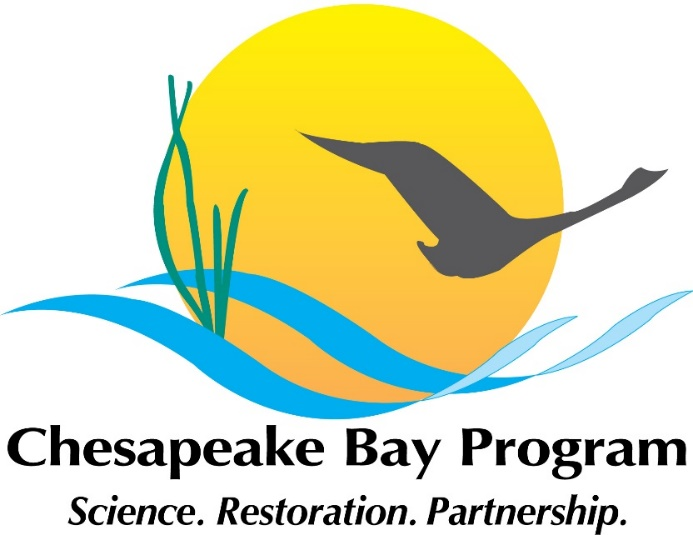 Chesapeake Bay Program
Science. Restoration. Partnership.